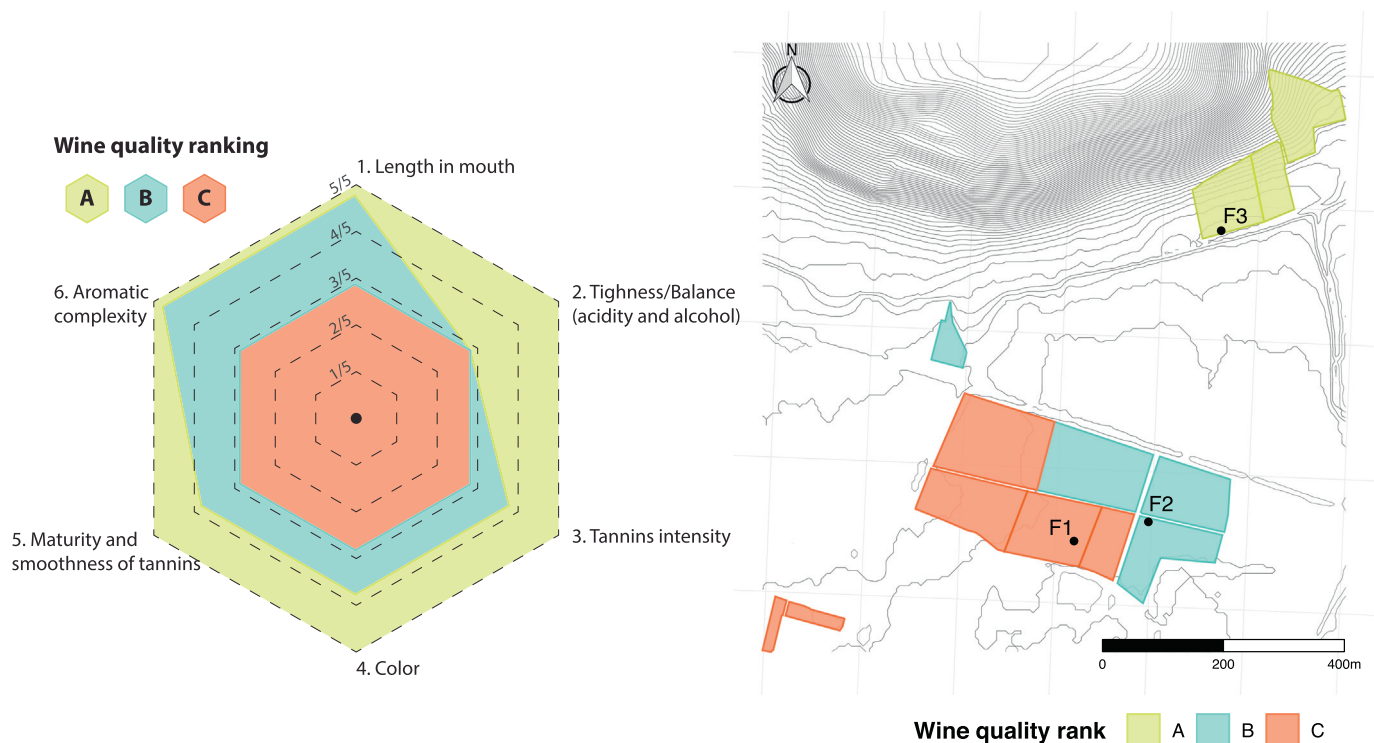 Wine quality ranking
A B C
1. Length in mouth
5/5
4/5
3/5
2/5
1/5
2. Tighness/Balance
(acidity and alcohol)
3. Tannins intensity
4. Color
5. Maturity and
smoothness of tannins
6. Aromatic
complexity
N
F3
F2
F1
0 200 400m
Wine quality rank A B C